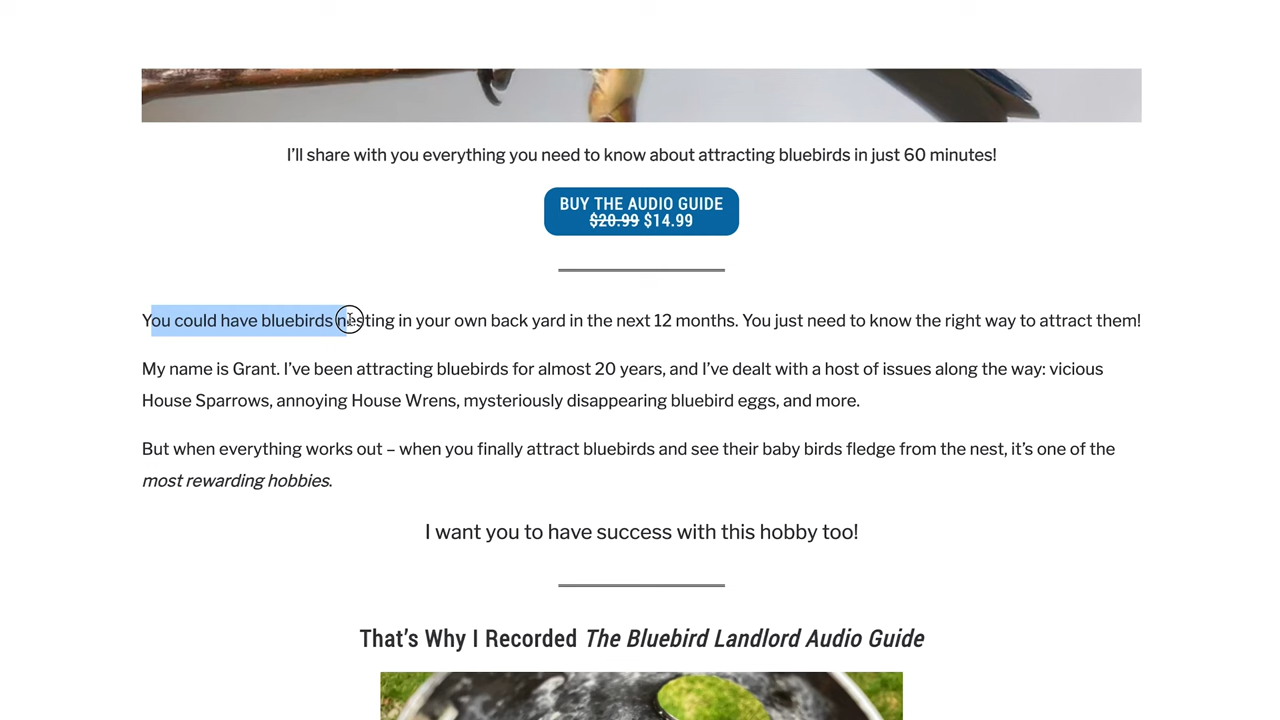 I'll share with you everything you need to know about attracting bluebirds in just 60 minutes!
BUY THE AUDIO GUIDE
$20.99 $14.99
You could have bluebirds nesting in your own back yard in the next 12 months. You just need to know the right way to attract them!
My name is Grant. I've been attracting bluebirds for almost 20 years, and I've dealt with a host of issues along the way: vicious
House Sparrows, annoying House Wrens, mysteriously disappearing bluebird eggs, and more.
But when everything works out – when you finally attract bluebirds and see their baby birds fledge from the nest, it's one of the
most rewarding hobbies.
I want you to have success with this hobby too!
That's Why I Recorded The Bluebird Landlord Audio Guide